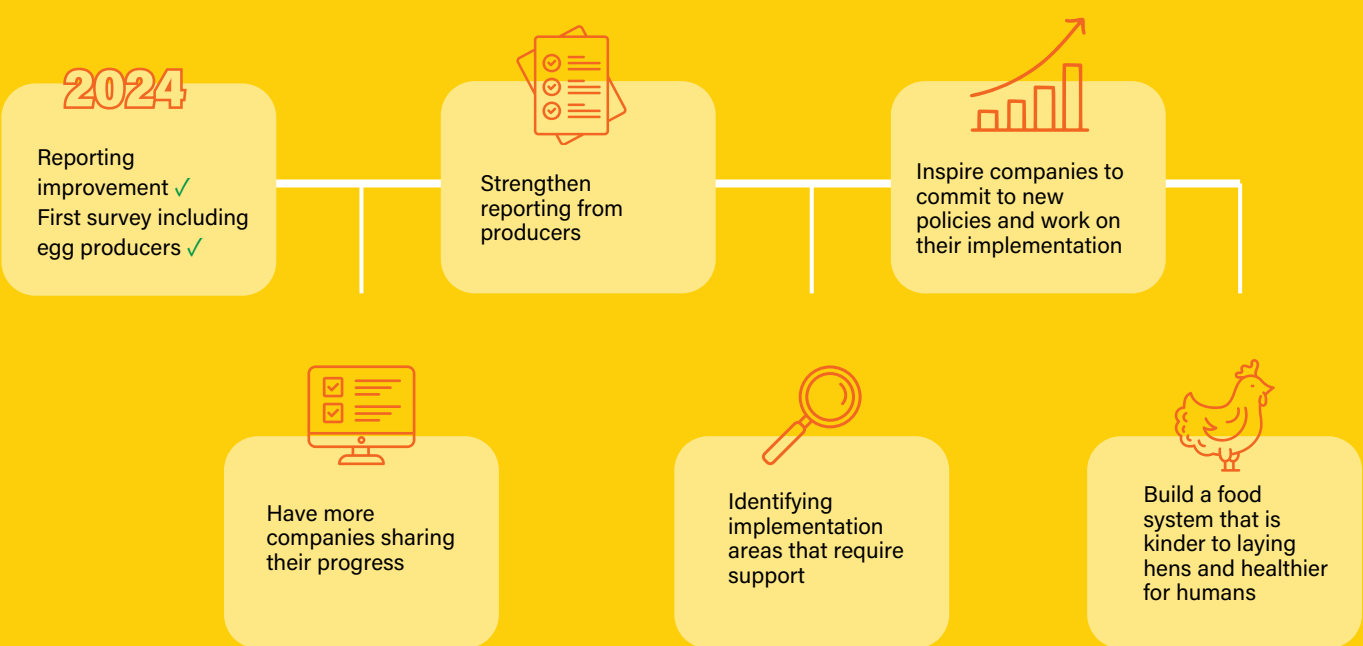 2024
Reporting
improvement ✓
First survey including
egg producers ✓
Have more
companies sharing
their progress
Strengthen
reporting from
producers
Identifying
implementation
areas that require
support
Inspire companies to
commit to new
policies and work on
their implementation
Build a food
system that is
kinder to laying
hens and healthier
for humans